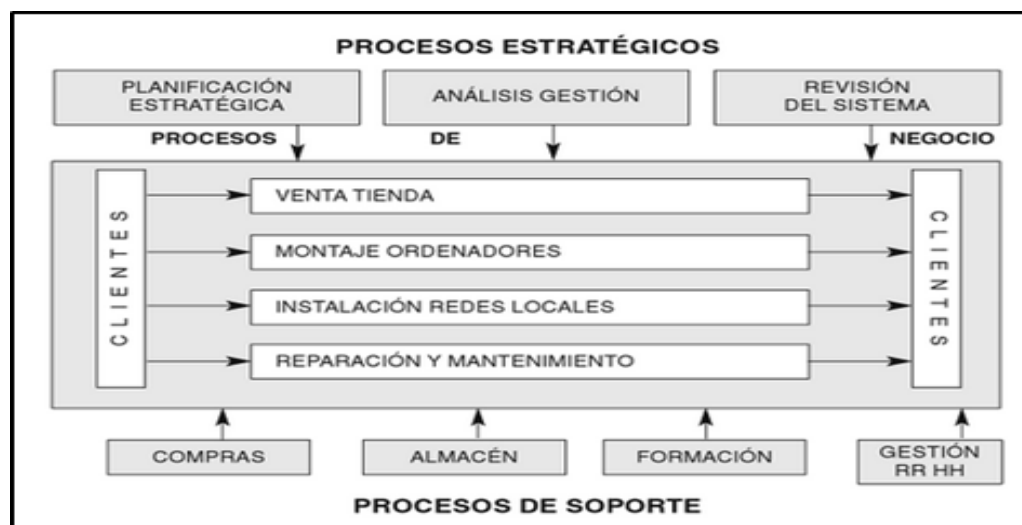 PROCESOS ESTRATÉGICOS
PLANIFICACIÓN
ESTRATÉGICA
ANÁLISIS GESTIÓN
REVISIÓN
DEL SISTEMA
PROCESOS DE NEGOCIO
CLIENTES
VENTA TIENDA
MONTAJE ORDENADORES
INSTALACIÓN REDES LOCALES
REPARACIÓN Y MANTENIMIENTO
CLIENTES
COMPRAS
ALMACÉN
FORMACIÓN
GESTIÓN
RR HH
PROCESOS DE SOPORTE